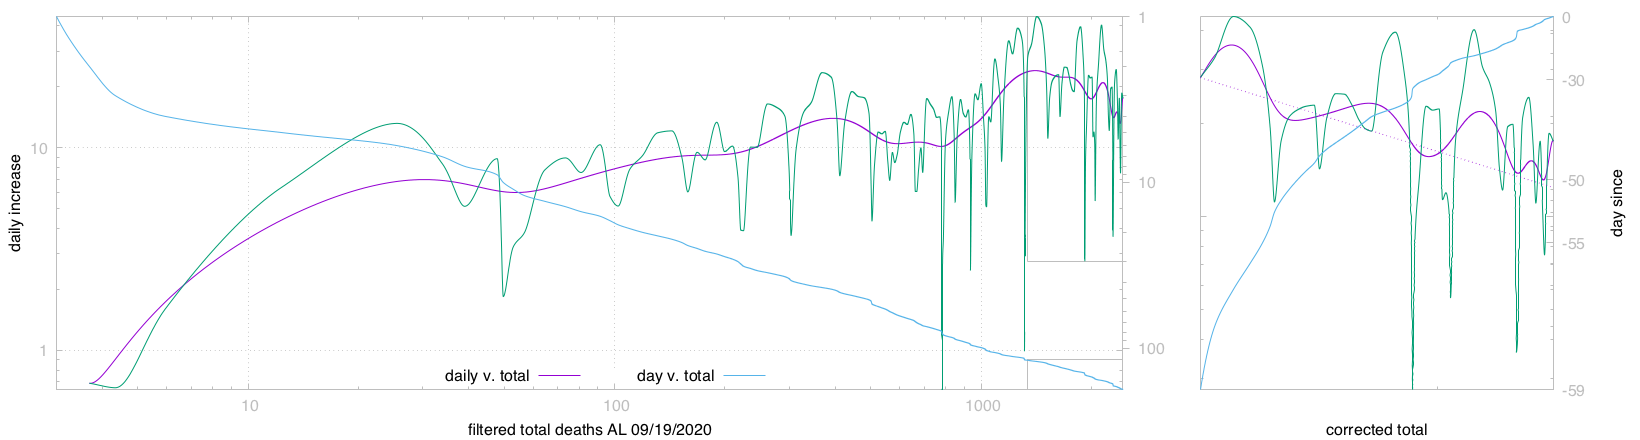 daily increase
10
1
1
10
100
daily v. total
day v. total
10
100
1000
filtered total deaths AL 09/19/2020
0
-30
-50
-55
-59
day since
corrected total